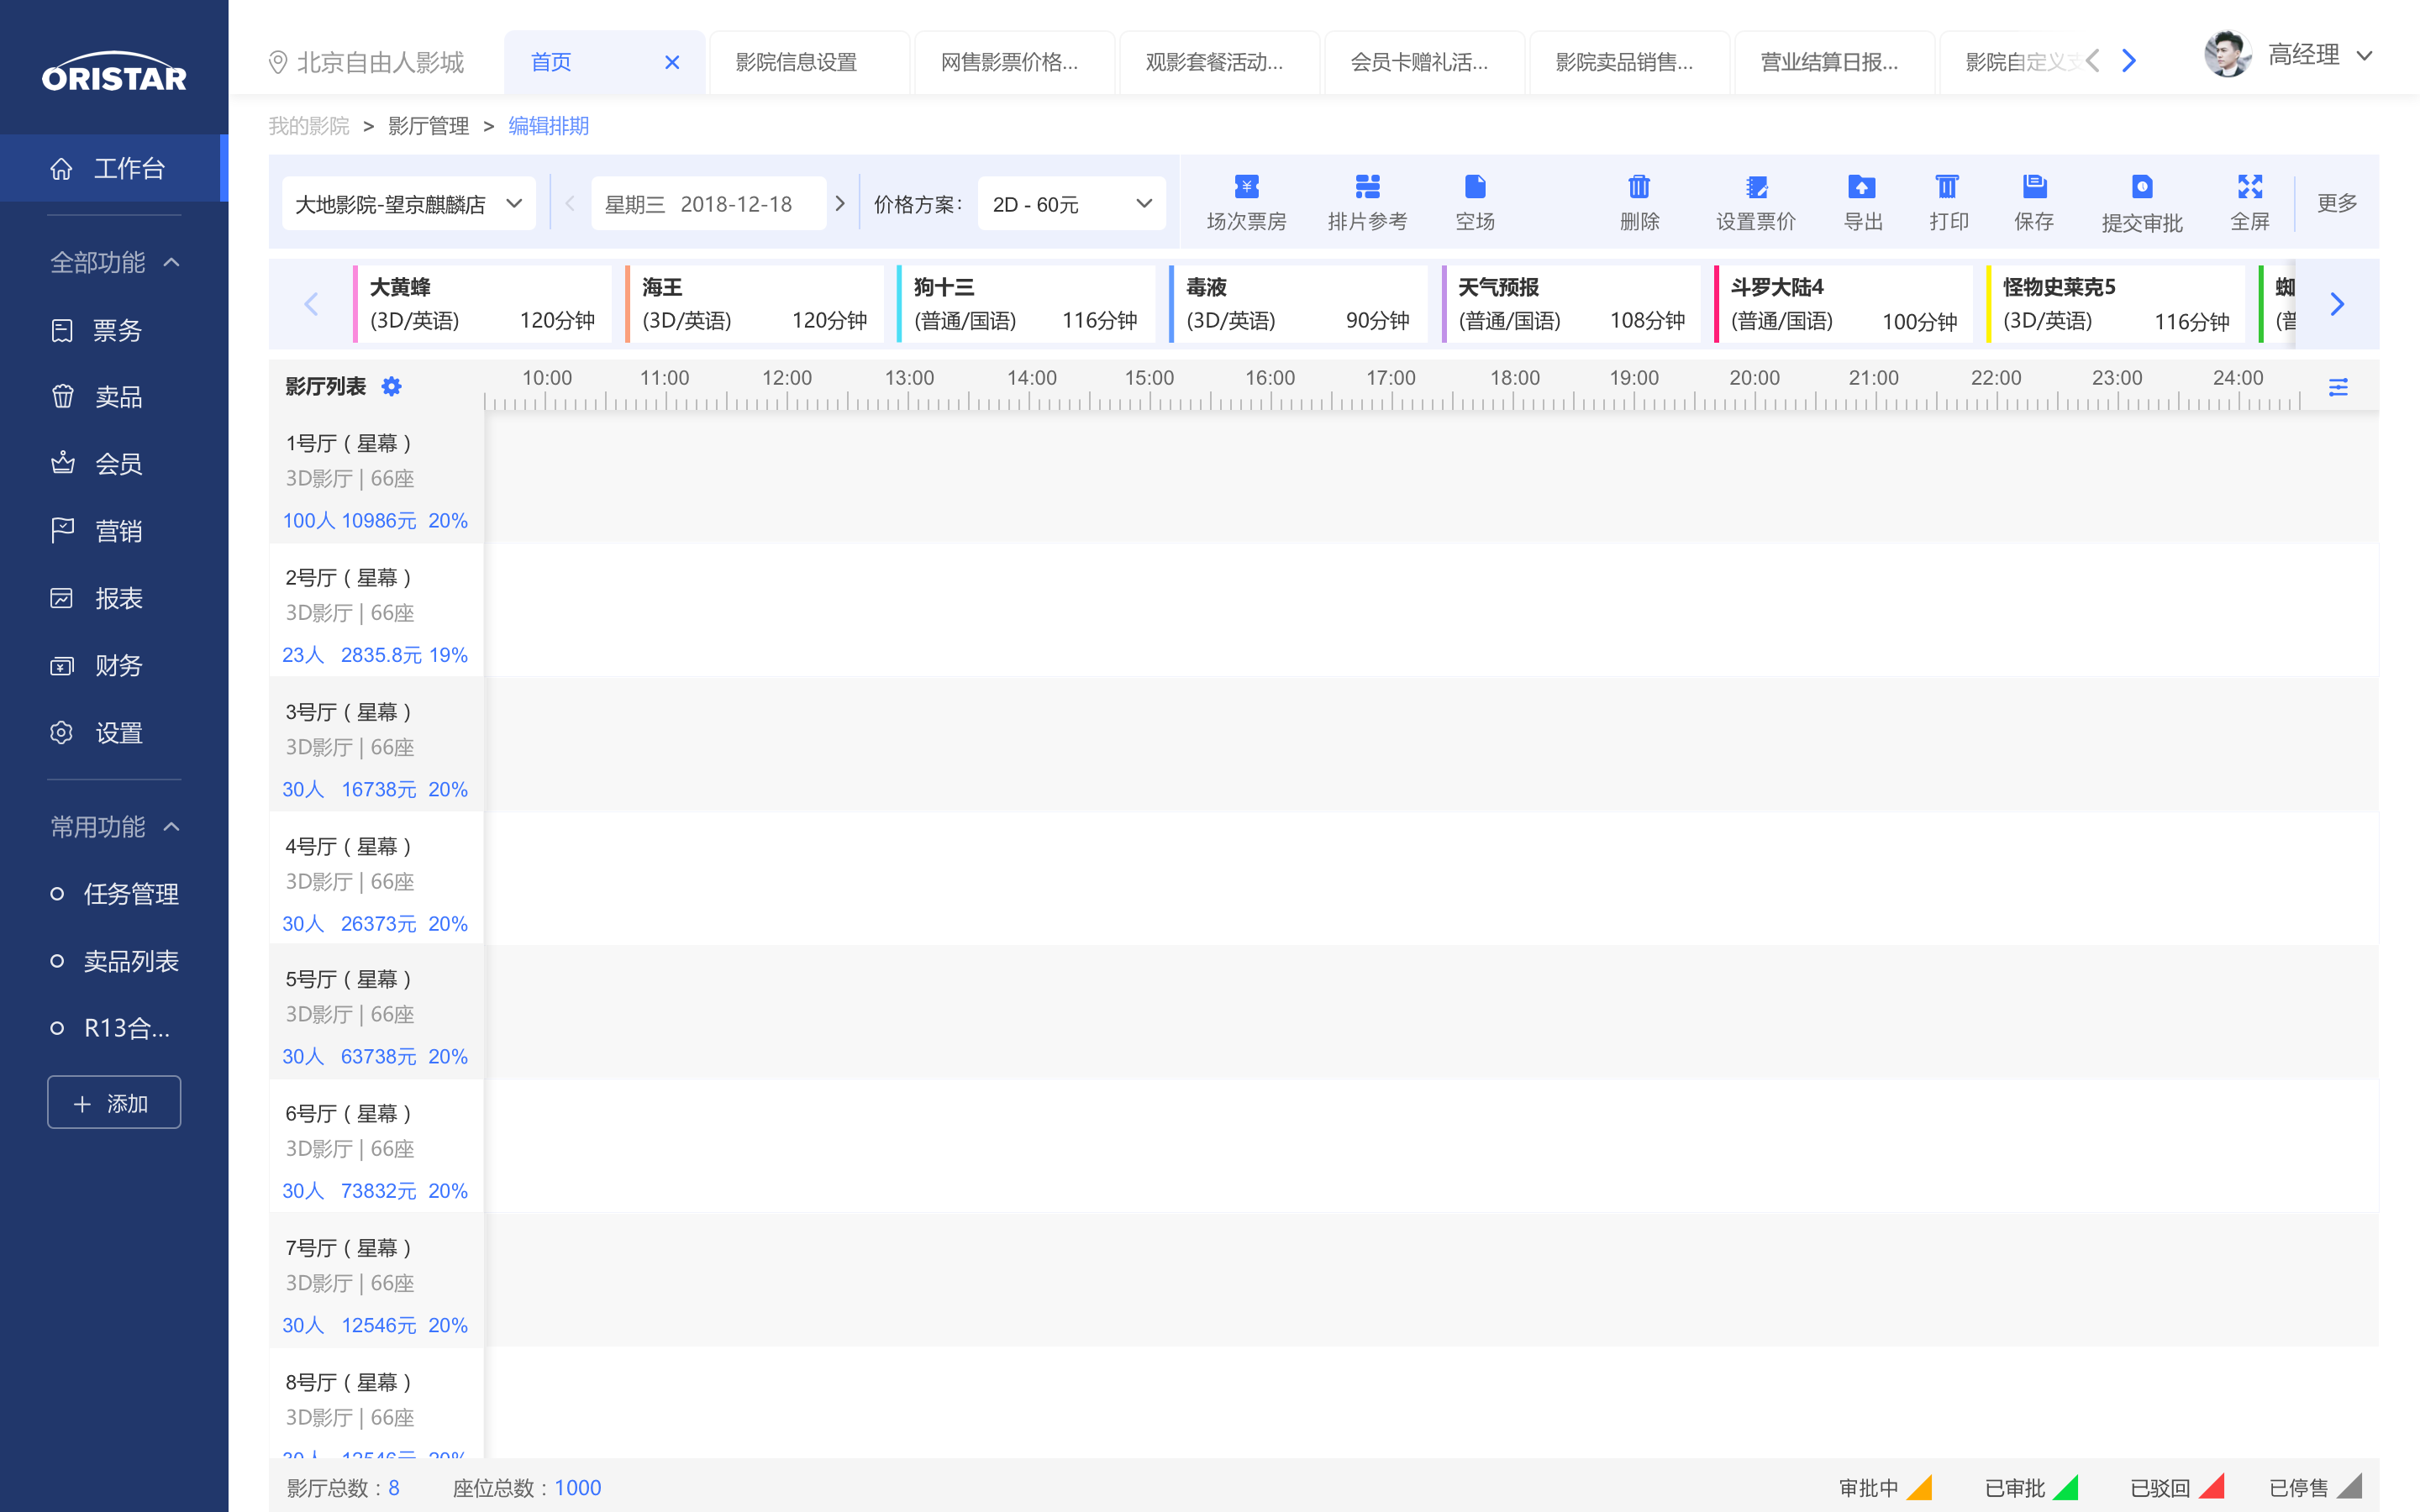 ORISTAR
工作台
全部功能
票务
卖品
会员
营销
报表
财务
设置
常用功能
任务管理
卖品列表
R13合...
添加
北京自由人影城
首页
影院信息设置
网售影票价格...
观影套餐活动...
会员卡赠礼活...
影院卖品销售...
营业结算日报...
影院自定义支
高经理
我的影院 > 影厅管理 > 编辑排期
大地影院-望京麒麟店
星期三 2018-12-18
价格方案：
2D - 60元
场次票房
排片参考
空场
删除
设置票价
导出
打印
保存
提交审批
全屏
更多
大黄蜂
(3D/英语) 120分钟
海王
(3D/英语) 120分钟
狗十三
(普通/国语) 116分钟
毒液
(3D/英语) 90分钟
天气预报
(普通/国语) 108分钟
斗罗大陆4
(普通/国语) 100分钟
怪物史莱克5
(3D/英语) 116分钟
蜘
(普
影厅列表
10:00 11:00 12:00 13:00 14:00 15:00 16:00 17:00 18:00 19:00 20:00 21:00 22:00 23:00 24:00
1号厅（星幕）
3D影厅 | 66座
100人 10986元 20%
2号厅（星幕）
3D影厅 | 66座
23人 2835.8元 19%
3号厅（星幕）
3D影厅 | 66座
30人 16738元 20%
4号厅（星幕）
3D影厅 | 66座
30人 26373元 20%
5号厅（星幕）
3D影厅 | 66座
30人 63738元 20%
6号厅（星幕）
3D影厅 | 66座
30人 73832元 20%
7号厅（星幕）
3D影厅 | 66座
30人 12546元 20%
8号厅（星幕）
3D影厅 | 66座
30人 12546元 20%
影厅总数：8 座位总数：1000
审批中
已审批
已驳回
已停售